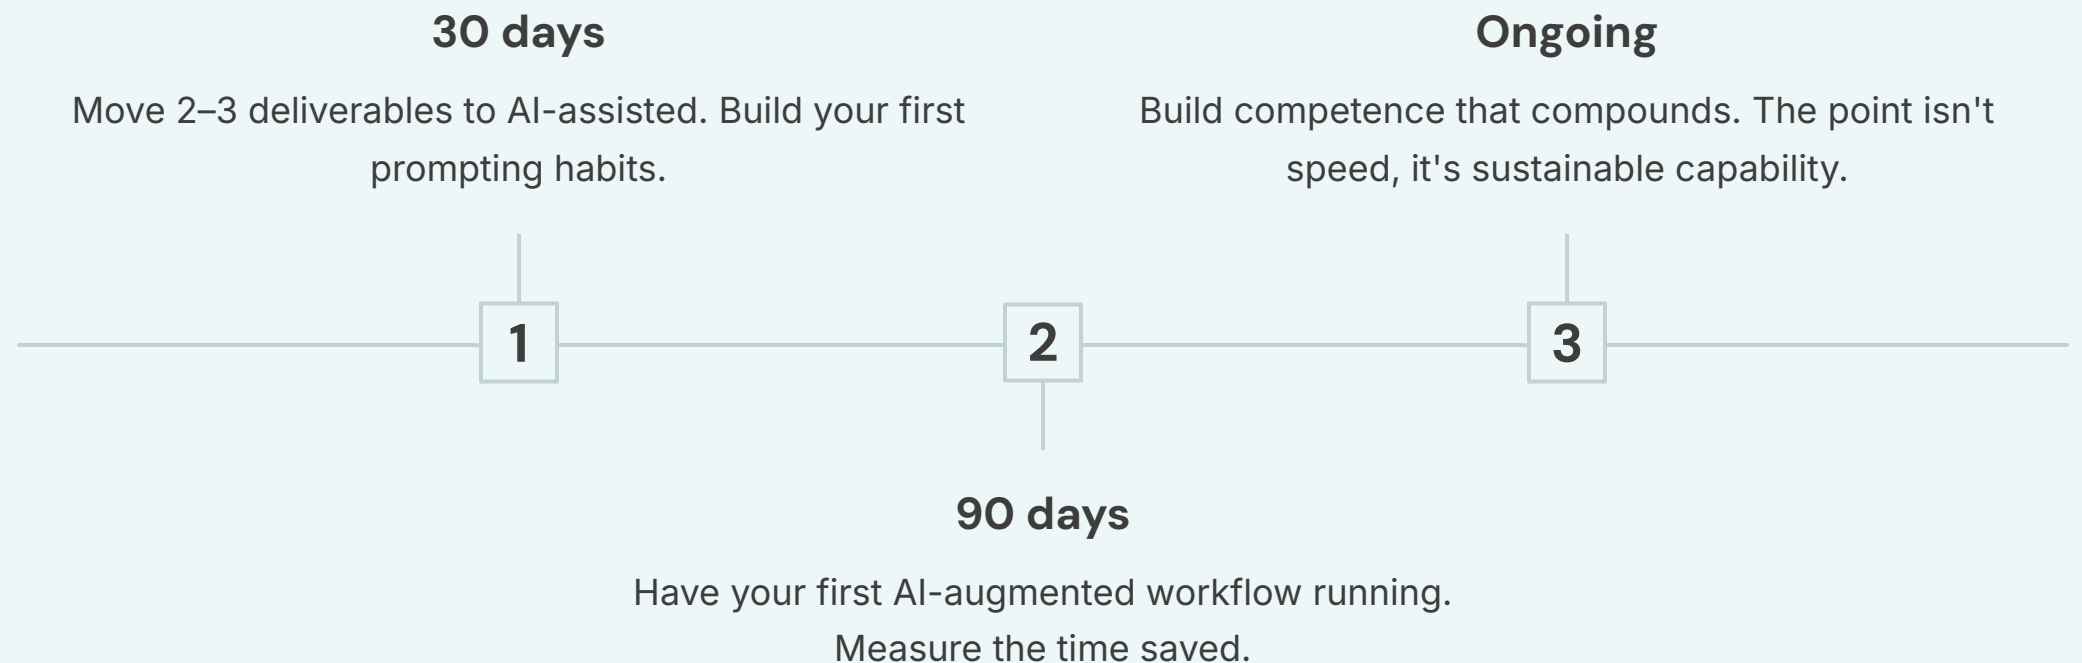 30 days
Move 2–3 deliverables to AI-assisted. Build your first
prompting habits.
Ongoing
Build competence that compounds. The point isn't
speed, it's sustainable capability.
1
2
3
90 days
Have your first AI-augmented workflow running.
Measure the time saved.